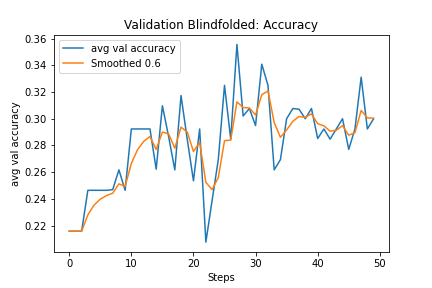 Validation Blindfolded: Accuracy
avg val accuracy
Smoothed 0.6
0.36
0.34
0.32
0.30
0.28
0.26
0.24
0.22
avg val accuracy
0 10 20 30 40 50
Steps